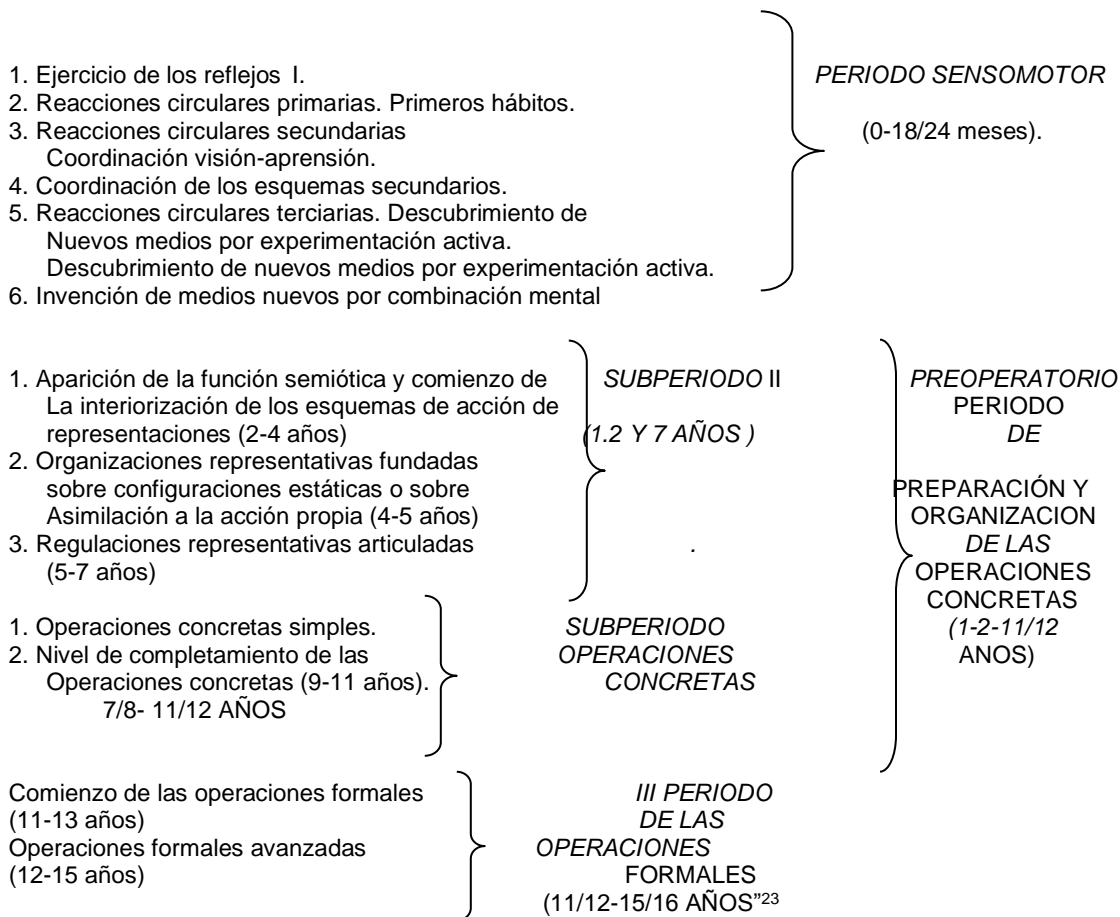 1. Ejercicio de los reflejos I.
2. Reacciones circulares primarias. Primeros hábitos.
3. Reacciones circulares secundarias
Coordinación visión-aprensión.
4. Coordinación de los esquemas secundarios.
5. Reacciones circulares terciarias. Descubrimiento de
Nuevos medios por experimentación activa.
Descubrimiento de nuevos medios por experimentación activa.
6. Invención de medios nuevos por combinación mental
PERIODO SENSOMOTOR
(0-18/24 meses).
1. Aparición de la función semiótica y comienzo de
La interiorización de los esquemas de acción de
representaciones (2-4 años)
2. Organizaciones representativas fundadas
sobre configuraciones estáticas o sobre
Asimilación a la acción propia (4-5 años)
3. Regulaciones representativas articuladas
(5-7 años)
SUBPERIODO II
(1.2 Y 7 AÑOS )
.
1. Operaciones concretas simples.
2. Nivel de completamiento de las
Operaciones concretas (9-11 años).
7/8- 11/12 AÑOS
SUBPERIODO
OPERACIONES
CONCRETAS
PREOPERATORIO
PERIODO
DE
PREPARACIÓN Y
ORGANIZACION
DE LAS
OPERACIONES
CONCRETAS
(1-2-11/12
ANOS)
Comienzo de las operaciones formales
(11-13 años)
Operaciones formales avanzadas
(12-15 años)
III PERIODO
DE LAS
OPERACIONES
FORMALES
(11/12-15/16 AÑOS"23